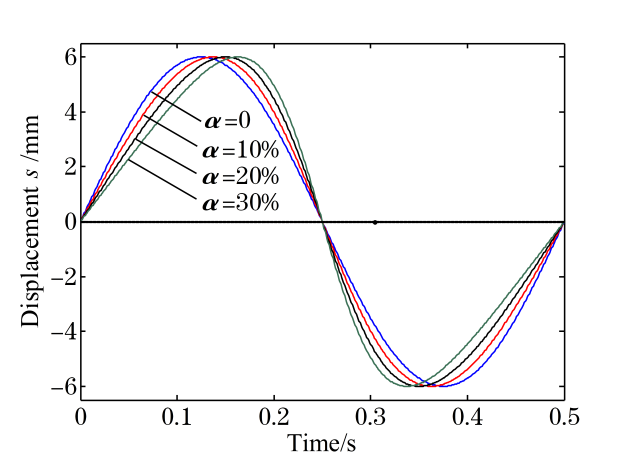 6
4
2
0
−2
−4
−6
Displacement s /mm
α=0
α=10%
α=20%
α=30%
0 0.1 0.2 0.3 0.4 0.5
Time/s